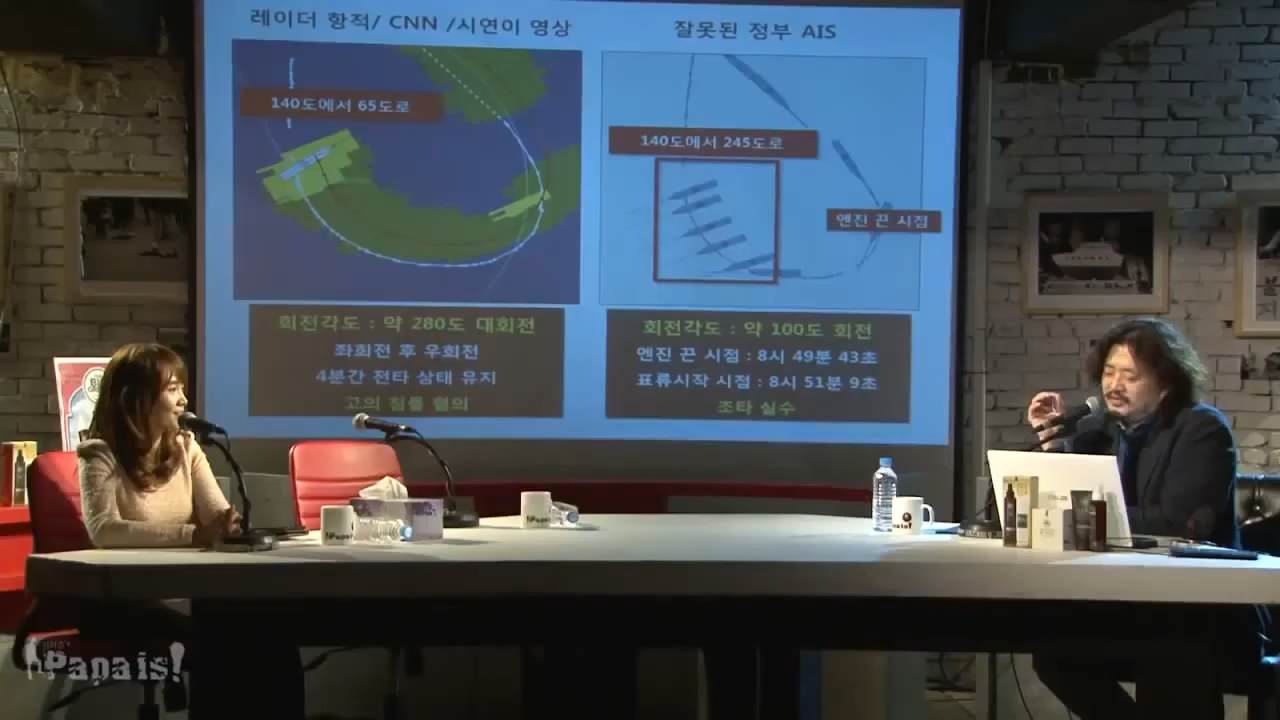 레이더 항적/ CNN /시연이 영상
140도에서 65도로
회전각도 : 약 280도 대회전
좌회전 후 우회전
4분간 전타 상태 유지
고의 침몰 혐의
잘못된 정부 AIS
140도에서 245도로
엔진 끈 시점
회전각도 : 약 100도 회전
엔진 끈 시점 : 8시 49분 43초
표류시작 시점 : 8시 51분 9초
조타 실수
Papa is!